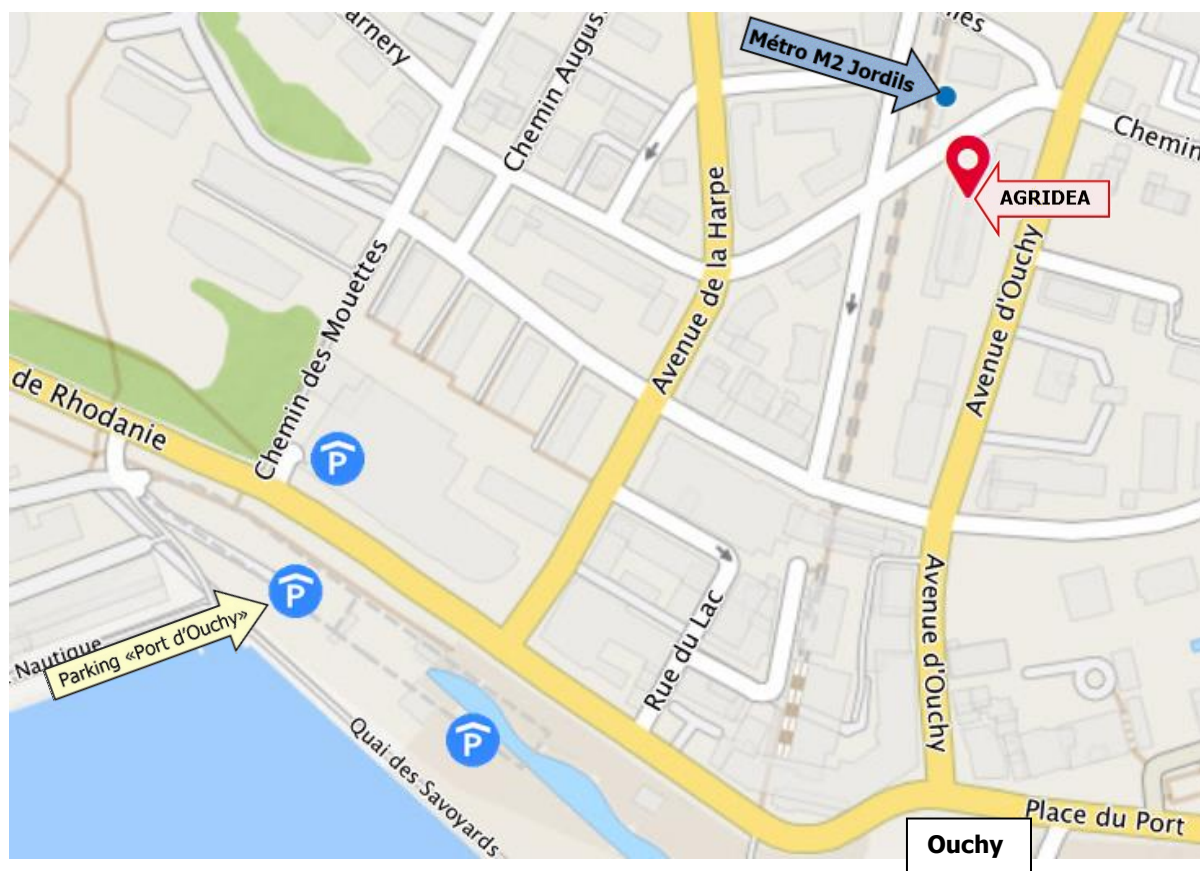 arnery
Chemin Augus
nes
Métro M2 Jordils
Chemin
AGRIDEA
Avenue de la Harpe
Avenue d'Ouchy
Chemin des Mouettes
de Rhodanie
P
P
Parking «Port d'Ouchy»
Nautique
Rue du Lac
Avenue d'Ouchy
P
Quai des Savoyards
Place du Port
Ouchy